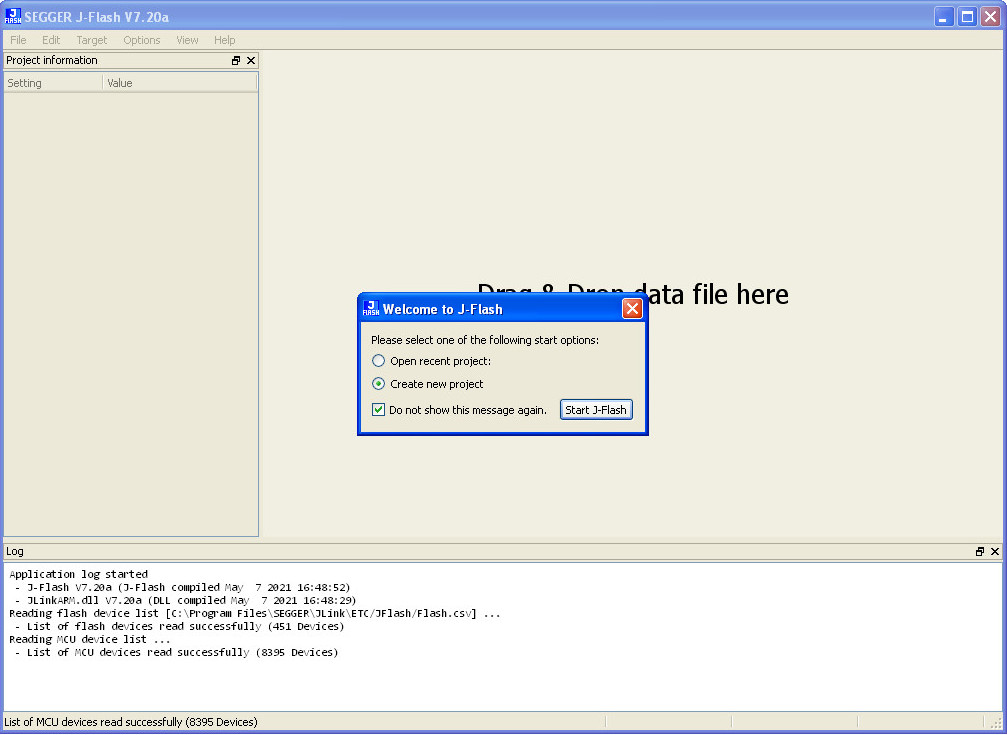 J
FLASH
SEGGER J-Flash V7.20a
File Edit Target Options View Help
Project information
Setting Value
Drag & Drop data file here
J
FLASH
Welcome to J-Flash
Please select one of the following start options:
Open recent project:
Create new project
Do not show this message again.
Start J-Flash
Log
Application log started
- J-Flash V7.20a (J-Flash compiled May  7 2021 16:48:52)
- JLinkARM.dll V7.20a (DLL compiled May  7 2021 16:48:29)
Reading flash device list [C:\Program Files\SEGGER\JLink\ETC/JFlash/Flash.csv] ...
- List of flash devices read successfully (451 Devices)
Reading MCU device list ...
- List of MCU devices read successfully (8395 Devices)
List of MCU devices read successfully (8395 Devices)